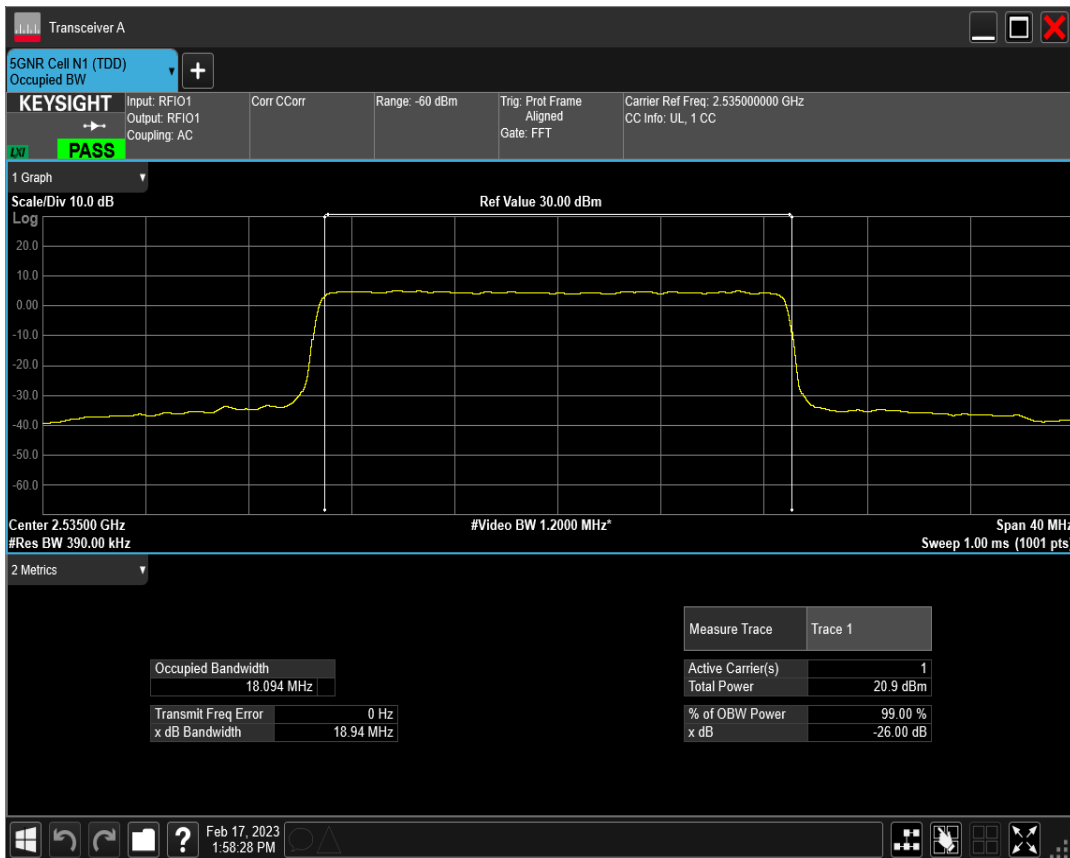 Transceiver A
5GNR Cell N1 (TDD)
Occupied BW
+
KEYSIGHT
LXI
PASS
Input: RFIO1
Output: RFIO1
Coupling: AC
Corr CCorr
Range: -60 dBm
Trig: Prot Frame
Aligned
Gate: FFT
Carrier Ref Freq: 2.535000000 GHz
CC Info: UL, 1 CC
1 Graph
Scale/Div 10.0 dB
Ref Value 30.00 dBm
Log
20.0
10.0
0.00
-10.0
-20.0
-30.0
-40.0
-50.0
-60.0
Center 2.53500 GHz
#Video BW 1.2000 MHz*
Span 40 MHz
#Res BW 390.00 kHz
Sweep 1.00 ms (1001 pts)
2 Metrics
Measure Trace Trace 1
Occupied Bandwidth
18.094 MHz
Active Carrier(s) 1
Total Power 20.9 dBm
Transmit Freq Error 0 Hz
x dB Bandwidth 18.94 MHz
% of OBW Power 99.00 %
x dB -26.00 dB
?
Feb 17, 2023
1:58:28 PM